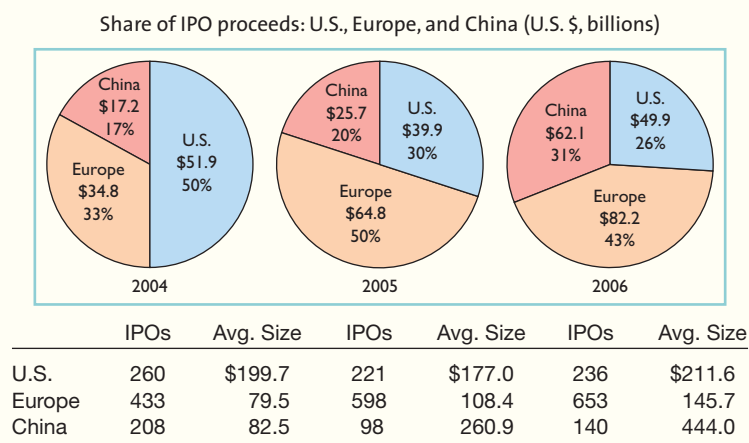 Share of IPO proceeds: U.S., Europe, and China (U.S. $, billions)
China
$17.2
17%
U.S.
$51.9
50%
Europe
$34.8
33%
2004
China
$25.7
20%
U.S.
$39.9
30%
Europe
$64.8
50%
2005
China
$62.1
31%
U.S.
$49.9
26%
Europe
$82.2
43%
2006
IPOs Avg. Size IPOs Avg. Size IPOs Avg. Size
U.S. 260 $199.7 221 $177.0 236 $211.6
Europe 433 79.5 598 108.4 653 145.7
China 208 82.5 98 260.9 140 444.0